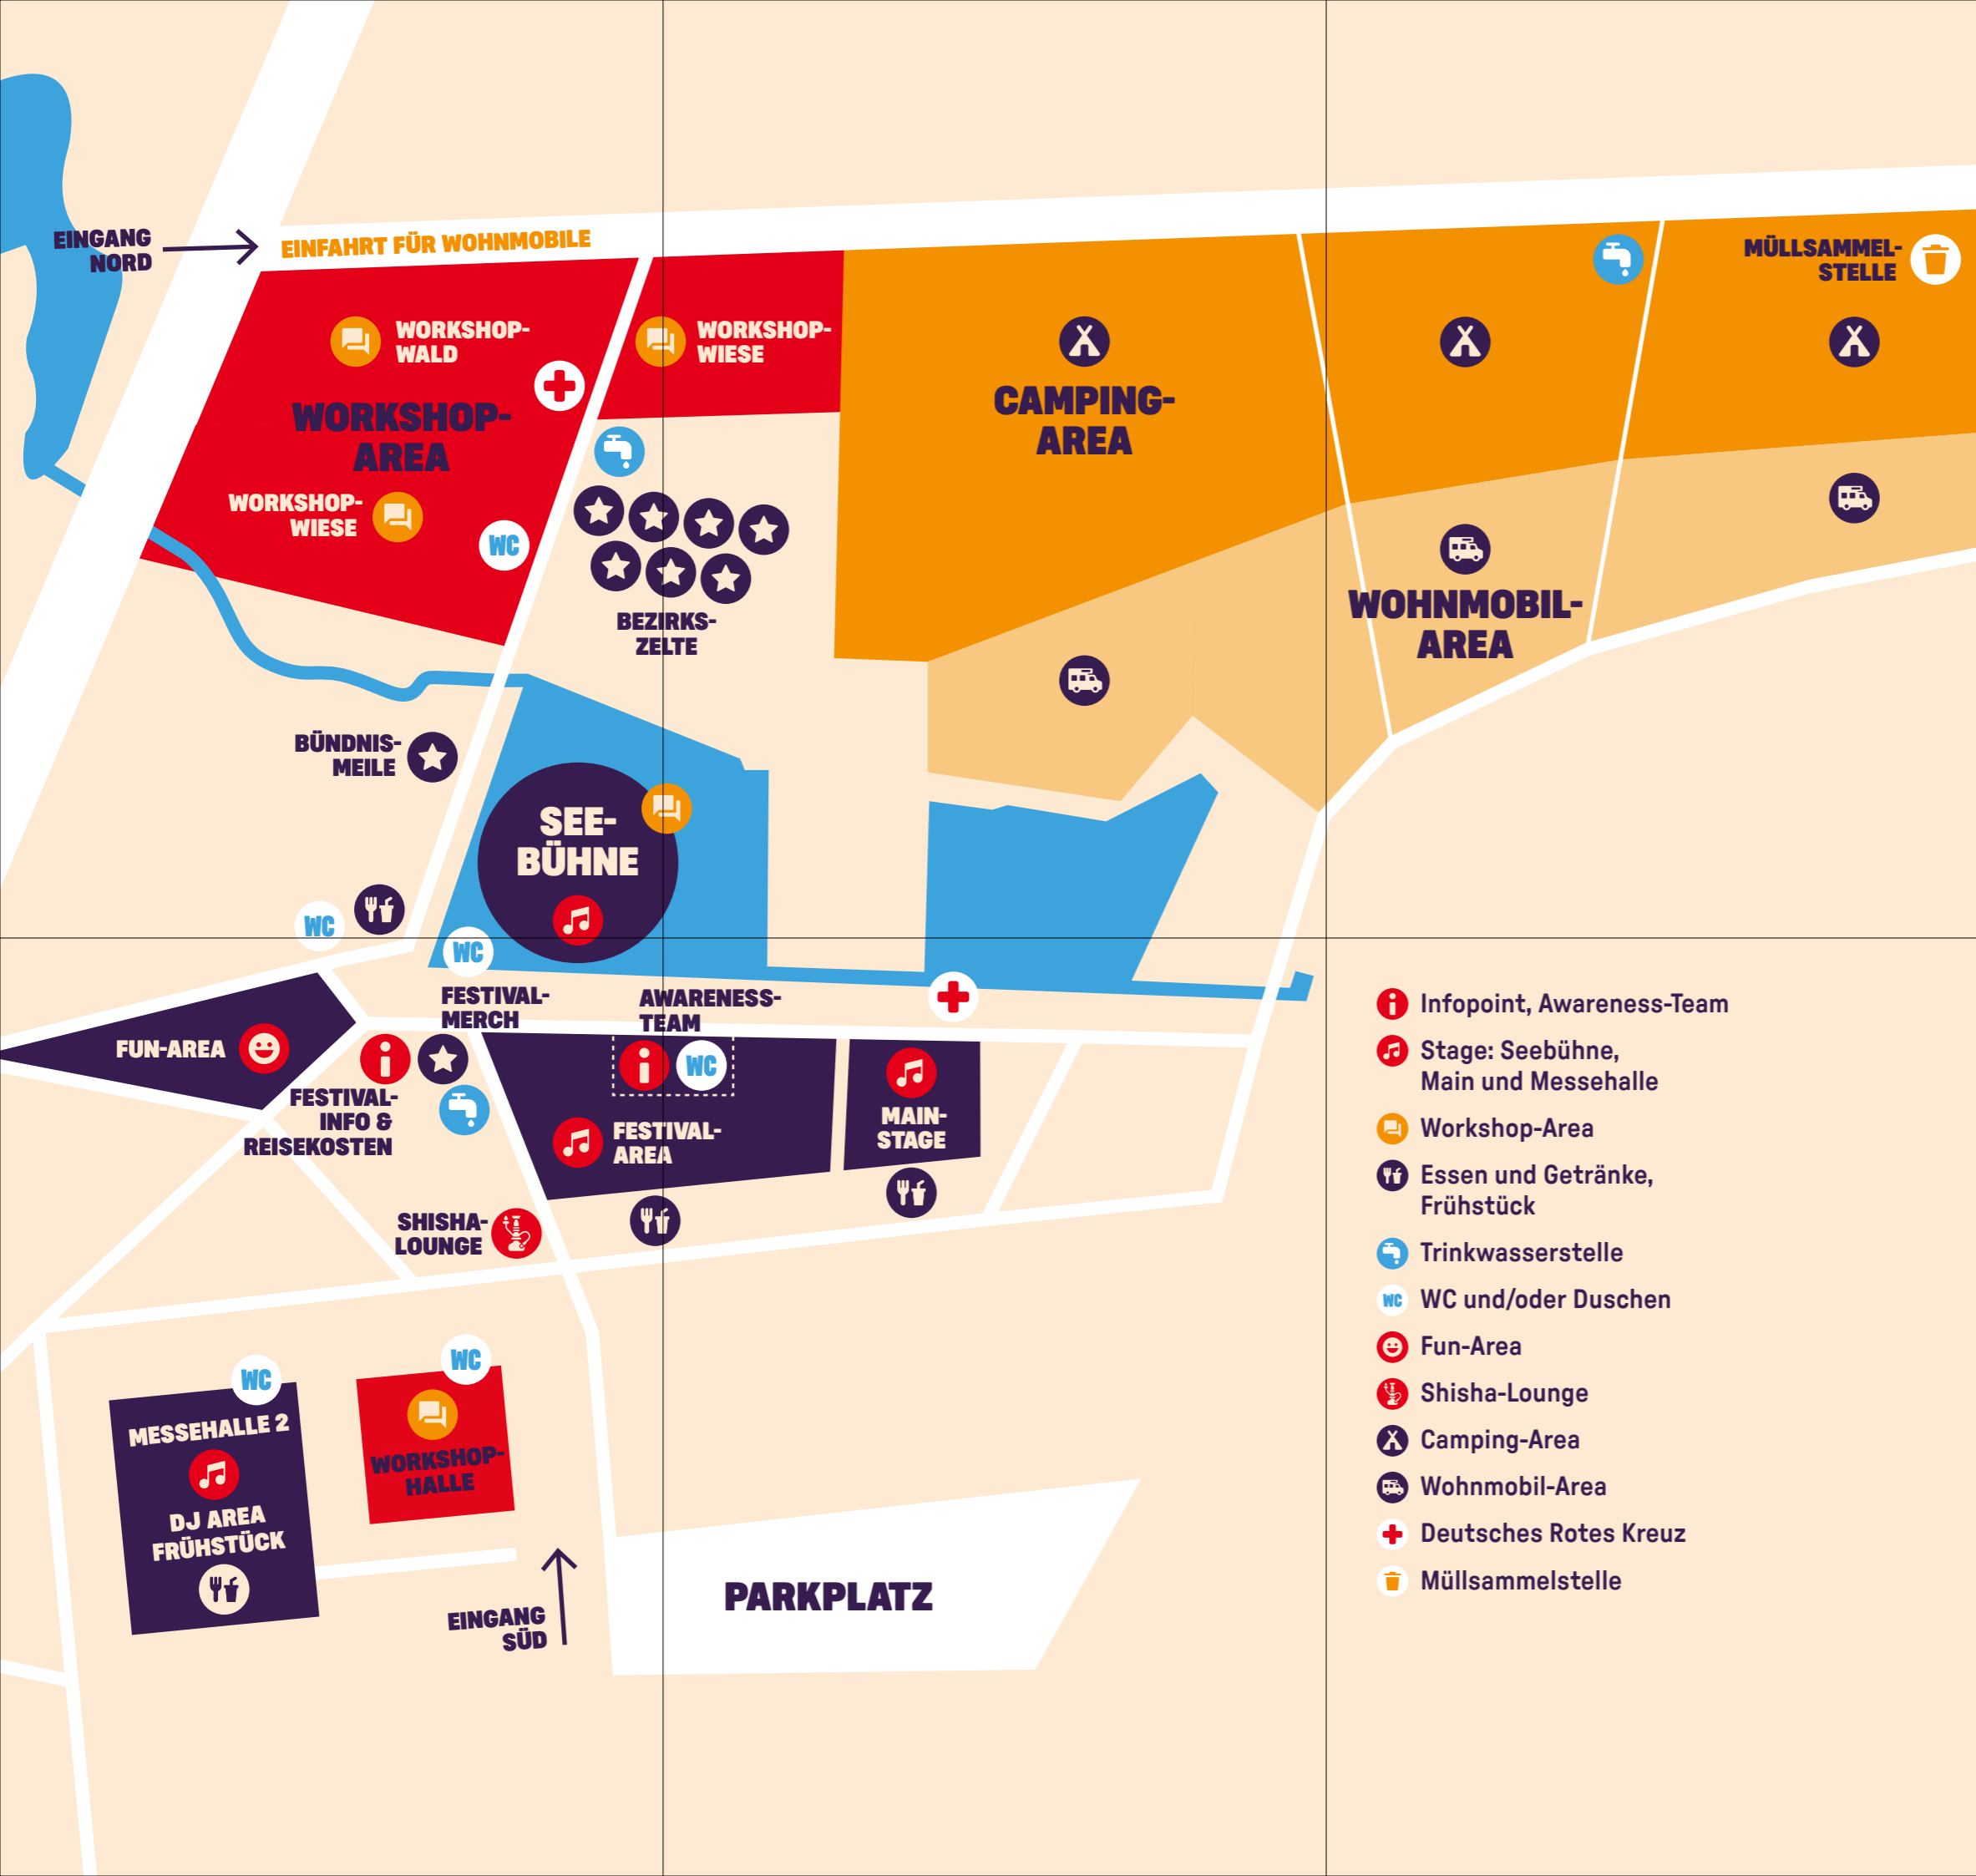 EINGANG
NORD
EINFAHRT FÜR WOHNMOBILE
MÜLLSAMMEL-
STELLE
WORKSHOP-
WALD
WORKSHOP-
WIESE
CAMPING-
AREA
WORKSHOP-
AREA
WORKSHOP-
WIESE
WC
BEZIRKS-
ZELTE
WOHNMOBIL-
AREA
BÜNDNIS-
MEILE
SEE-
BÜHNE
WC
WC
FESTIVAL-
MERCH
AWARENESS-
TEAM
FUN-AREA
WC
FESTIVAL-
INFO &
REISEKOSTEN
FESTIVAL-
AREA
MAIN-
STAGE
SHISHA-
LOUNGE
WC
WC
MESSEHALLE 2
DJ AREA
FRÜHSTÜCK
WORKSHOP-
HALLE
EINGANG
SÜD
PARKPLATZ
Infopoint, Awareness-Team
Stage: Seebühne,
Main und Messehalle
Workshop-Area
Essen und Getränke,
Frühstück
Trinkwasserstelle
WC WC und/oder Duschen
Fun-Area
Shisha-Lounge
Camping-Area
Wohnmobil-Area
Deutsches Rotes Kreuz
Müllsammelstelle